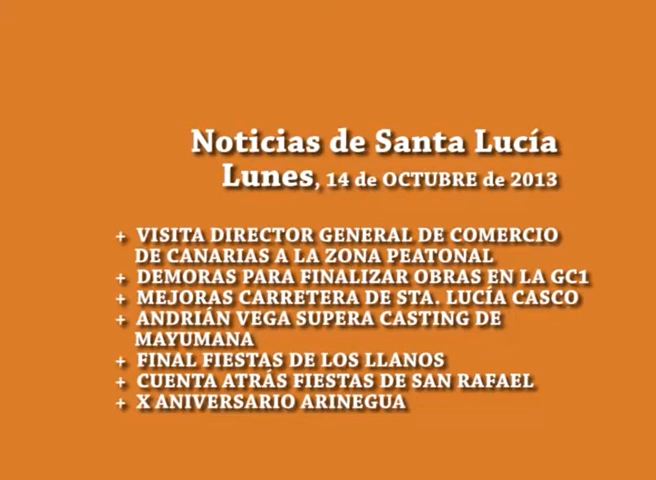 Noticias de Santa Lucía
Lunes, 14 de OCTUBRE de 2013
+ VISITA DIRECTOR GENERAL DE COMERCIO
DE CANARIAS A LA ZONA PEATONAL
+ DEMORAS PARA FINALIZAR OBRAS EN LA GC1
+ MEJORAS CARRETERA DE STA. LUCÍA CASCO
+ ANDRIÁN VEGA SUPERA CASTING DE
MAYUMANA
+ FINAL FIESTAS DE LOS LLANOS
+ CUENTA ATRÁS FIESTAS DE SAN RAFAEL
+ X ANIVERSARIO ARINEGUA